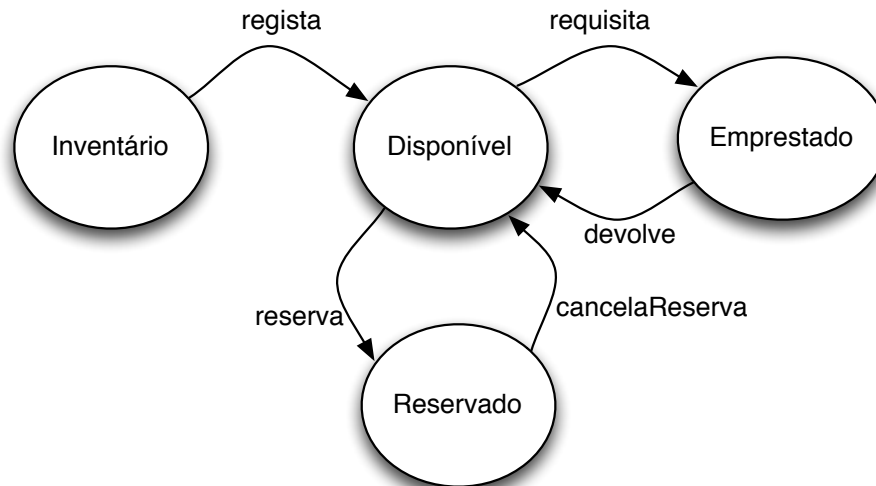 regista
requisita
Inventário
Disponível
Emprestado
devolve
reserva
cancelaReserva
Reservado